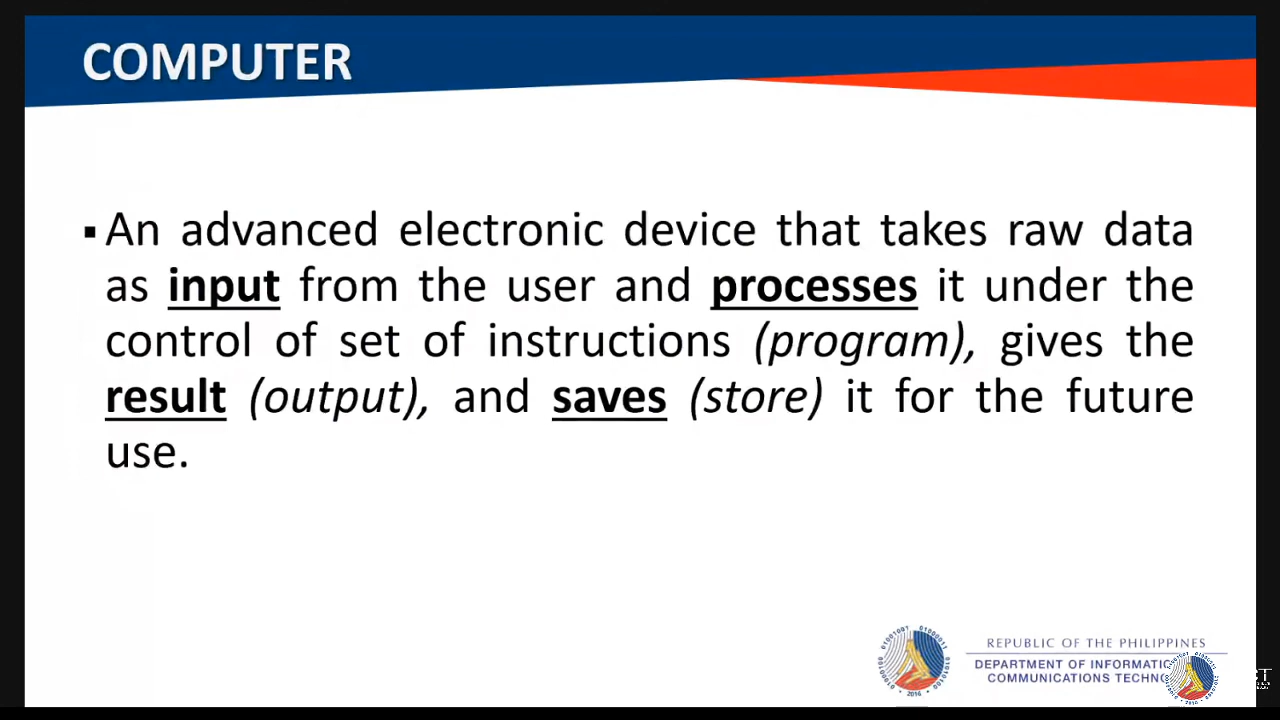 COMPUTER
▪ An advanced electronic device that takes raw data
as input from the user and processes it under the
control of set of instructions (program), gives the
result (output), and saves (store) it for the future
use.
REPUBLIC OF THE PHILIPPINES
DEPARTMENT OF
COMMUNICATIONS
2016